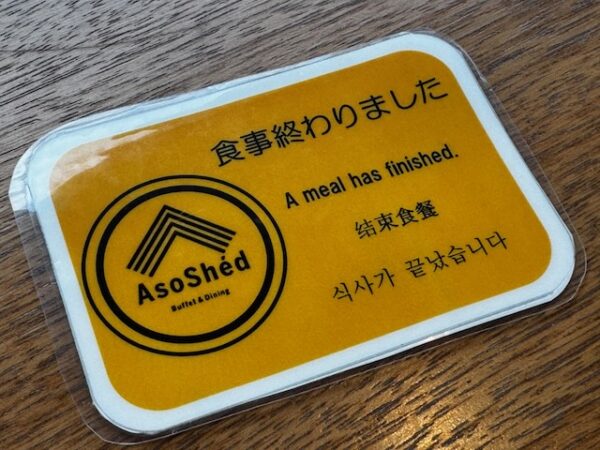 食事終わりました
A meal has finished.
结束食餐
식사가 끝났습니다
AsoShéd
Buffet & Dining